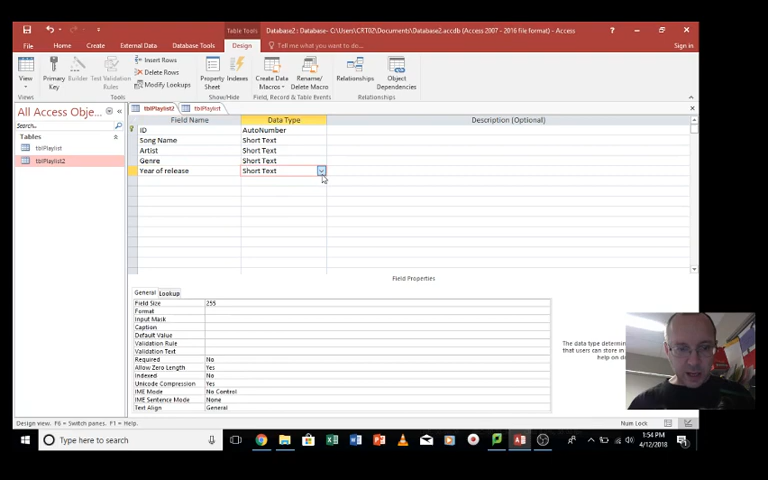 Table Tools
Database2 : Database- C:\Users\CRT02\Documents\Database2.accdb (Access 2007 - 2016 file format) - Access
File Home Create External Data Database Tools Design Tell me what you want to do... Sign in
View Primary Key Builder Test Validation Rules Insert Rows Delete Rows Modify Lookups Property Sheet Indexes Create Data Macros Rename/ Delete Macro Relationships Object Dependencies
Views Tools Show/Hide Field, Record & Table Events Relationships
All Access Obje...
Search...
Tables
tblPlaylist
tblPlaylist2
tblPlaylist2 tblPlaylist
Field Name Data Type Description (Optional)
ID AutoNumber
Song Name Short Text
Artist Short Text
Genre Short Text
Year of release Short Text
Field Properties
General Lookup
Field Size 255
Format
Input Mask
Caption
Default Value
Validation Rule
Validation Text
Required No
Allow Zero Length Yes
Indexed No
Unicode Compression Yes
IME Mode No Control
IME Sentence Mode None
Text Align General
The data type determin
that users can store in
help on d
Design view. F6 = Switch panes. F1 = Help. Num Lock
Type here to search
1:54 PM
4/12/2018